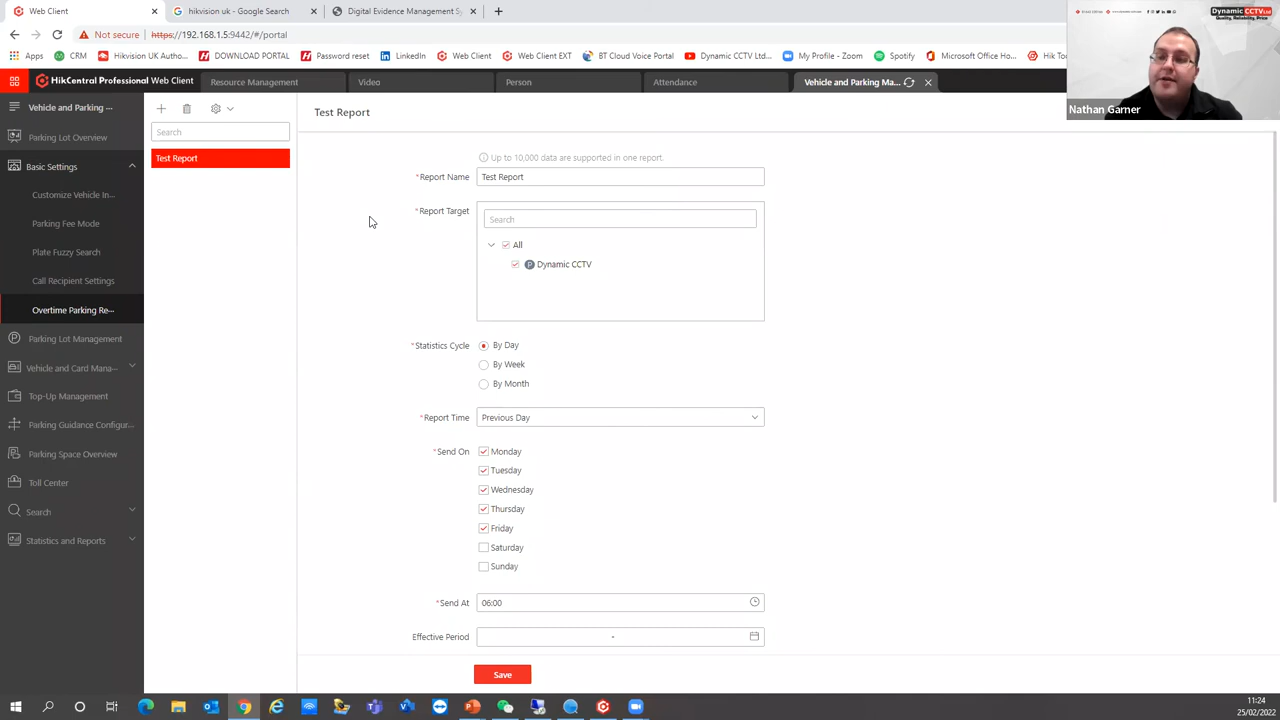 Web Client
hikvision uk - Google Search
Digital Evidence Management Sy
Not secure
https://192.168.1.5:9442/#/portal
Apps
CRM
Hikvision UK Autho...
DOWNLOAD PORTAL
Password reset
LinkedIn
Web Client
Web Client EXT
BT Cloud Voice Portal
Dynamic CCTV Ltd...
My Profile - Zoom
Spotify
Microsoft Office Ho...
Hik To
HikCentral Professional Web Client
Resource Management
Video
Person
Attendance
Vehicle and Parking Ma...
Dynamic CCTV Ltd
Quality, Reliability, Price
Nathan Garner
Vehicle and Parking ...
Parking Lot Overview
Basic Settings
Customize Vehicle In...
Parking Fee Mode
Plate Fuzzy Search
Call Recipient Settings
Overtime Parking Re...
Parking Lot Management
Vehicle and Card Mana...
Top-Up Management
Parking Guidance Configur...
Parking Space Overview
Toll Center
Search
Statistics and Reports
Search
Test Report
Test Report
Up to 10,000 data are supported in one report.
*Report Name
Test Report
*Report Target
Search
All
P Dynamic CCTV
*Statistics Cycle
By Day
By Week
By Month
*Report Time
Previous Day
*Send On
Monday
Tuesday
Wednesday
Thursday
Friday
Saturday
Sunday
*Send At
06:00
Effective Period
-
Save
11:24
25/02/2022